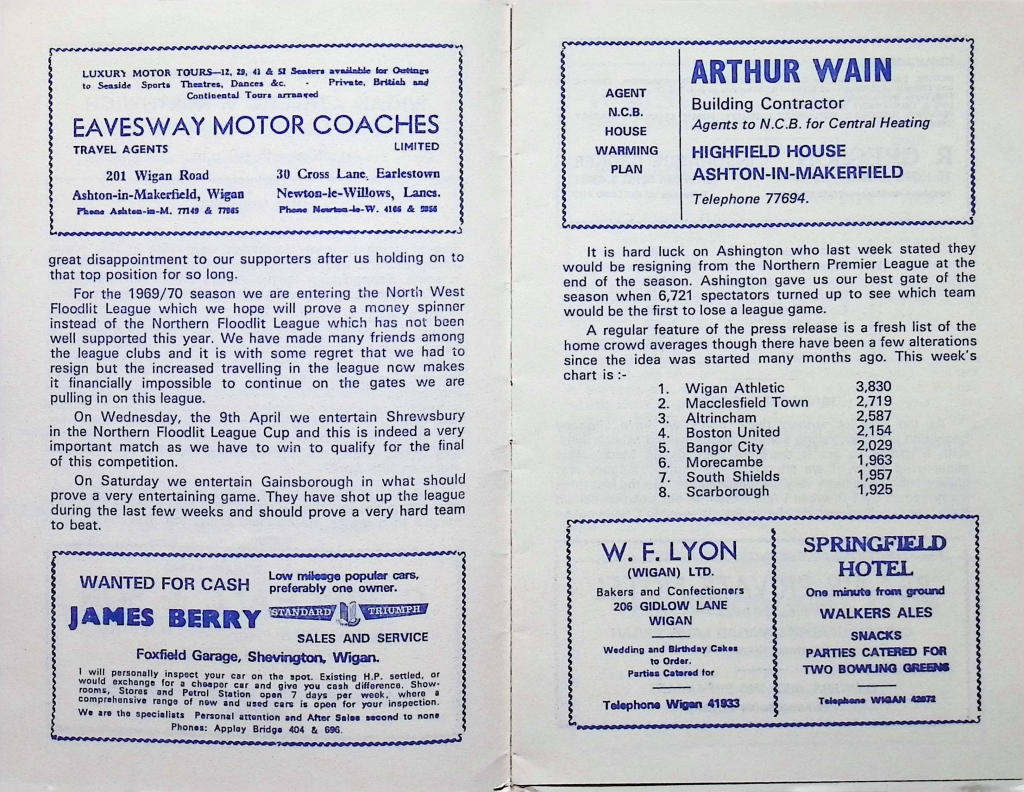 LUXURY MOTOR TOURS—12, 29, 41 & 52 Seaters available for Outings
to Seaside Sports Theatres, Dances &c. - Private, British and
Continental Tours arranged
EAVESWAY MOTOR COACHES
TRAVEL AGENTS LIMITED
201 Wigan Road
Ashton-in-Makerfield, Wigan
Phone Ashton-in-M. 77149 & 77985
30 Cross Lane, Earlestown
Newton-le-Willows, Lancs.
Phone Newton-le-W. 4165 &
great disappointment to our supporters after us holding on to
that top position for so long.
For the 1969/70 season we are entering the North West
Floodlit League which we hope will prove a money spinner
instead of the Northern Floodlit League which has not been
well supported this year. We have made many friends among
the league clubs and it is with some regret that we had to
resign but the increased travelling in the league now makes
it financially impossible to continue on the gates we are
pulling in on this league.
On Wednesday, the 9th April we entertain Shrewsbury
in the Northern Floodlit League Cup and this is indeed a very
important match as we have to win to qualify for the final
of this competition.
On Saturday we entertain Gainsborough in what should
prove a very entertaining game. They have shot up the league
during the last few weeks and should prove a very hard team
to beat.
WANTED FOR CASH
Low mileage popular cars,
preferably one owner.
JAMES BERRY
STANDARD TRIUMPH
SALES AND SERVICE
Foxfield Garage, Shevington, Wigan.
I will personally inspect your car on the spot. Existing H.P. settled, or
would exchange for a cheaper car and give you cash difference. Show-
rooms, Stores and Petrol Station open 7 days per week, where a
comprehensive range of new and used cars is open for your inspection.
We are the specialists Personal attention and After Sales second to none
Phones: Appley Bridge 404 & 696.
AGENT
N.C.B.
HOUSE
WARMING
PLAN
ARTHUR WAIN
Building Contractor
Agents to N.C.B. for Central Heating
HIGHFIELD HOUSE
ASHTON-IN-MAKERFIELD
Telephone 77694.
It is hard luck on Ashington who last week stated they
would be resigning from the Northern Premier League at the
end of the season. Ashington gave us our best gate of the
season when 6,721 spectators turned up to see which team
would be the first to lose a league game.
A regular feature of the press release is a fresh list of the
home crowd averages though there have been a few alterations
since the idea was started many months ago. This week's
chart is :-
1. Wigan Athletic 3,830
2. Macclesfield Town 2,719
3. Altrincham 2,587
4. Boston United 2,154
5. Bangor City 2,029
6. Morecambe 1,963
7. South Shields 1,957
8. Scarborough 1,925
W. F. LYON
(WIGAN) LTD.
Bakers and Confectioners
206 GIDLOW LANE
WIGAN
Wedding and Birthday Cakes
to Order.
Parties Catered for
Telephone Wigan 41933
SPRINGFIELD
HOTEL
One minute from ground
WALKERS ALES
SNACKS
PARTIES CATERED FOR
TWO BOWLING GREENS
Telephone WIGAN 42072